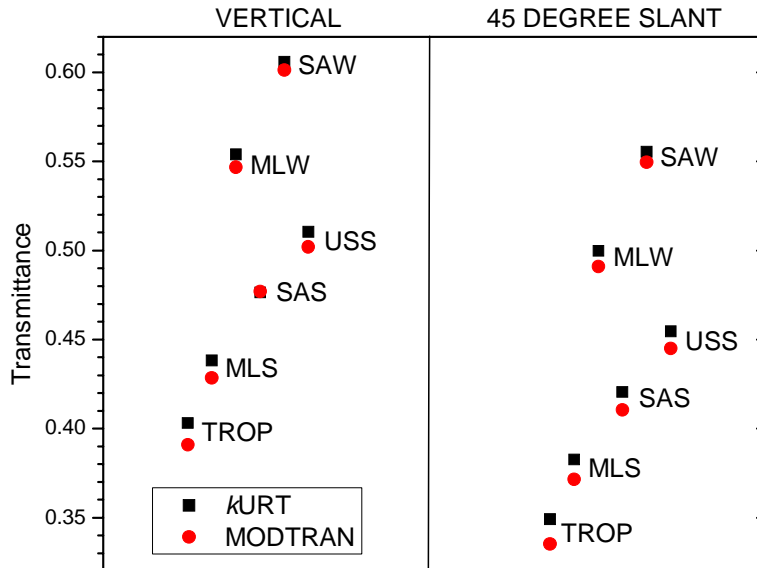 VERTICAL
45 DEGREE SLANT
Transmittance
0.60
0.55
0.50
0.45
0.40
0.35
SAW
MLW
USS
SAS
MLS
TROP
kURT
MODTRAN
SAW
MLW
USS
SAS
MLS
TROP